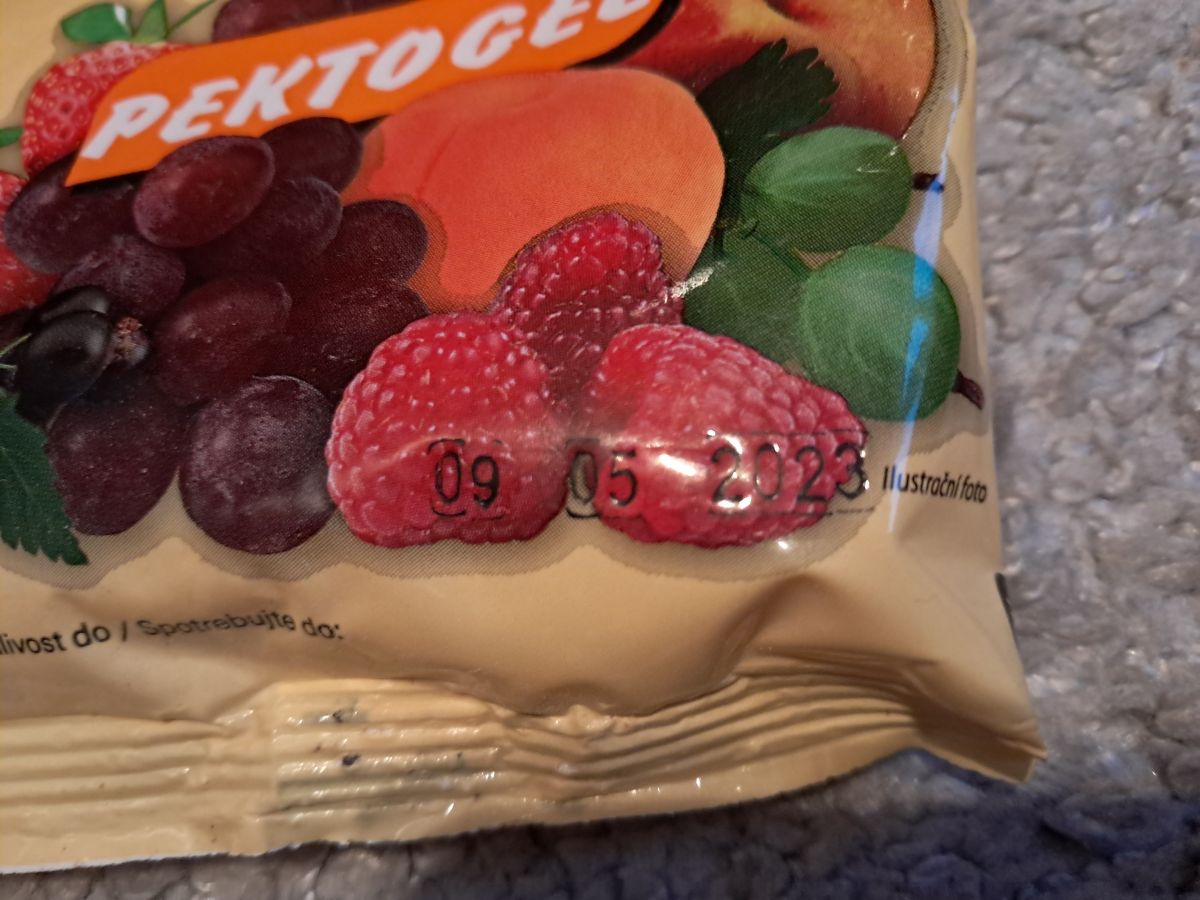 PEKTOGEL
09 05 2023
Ilustrační foto
livost do / Spotrebujte do: